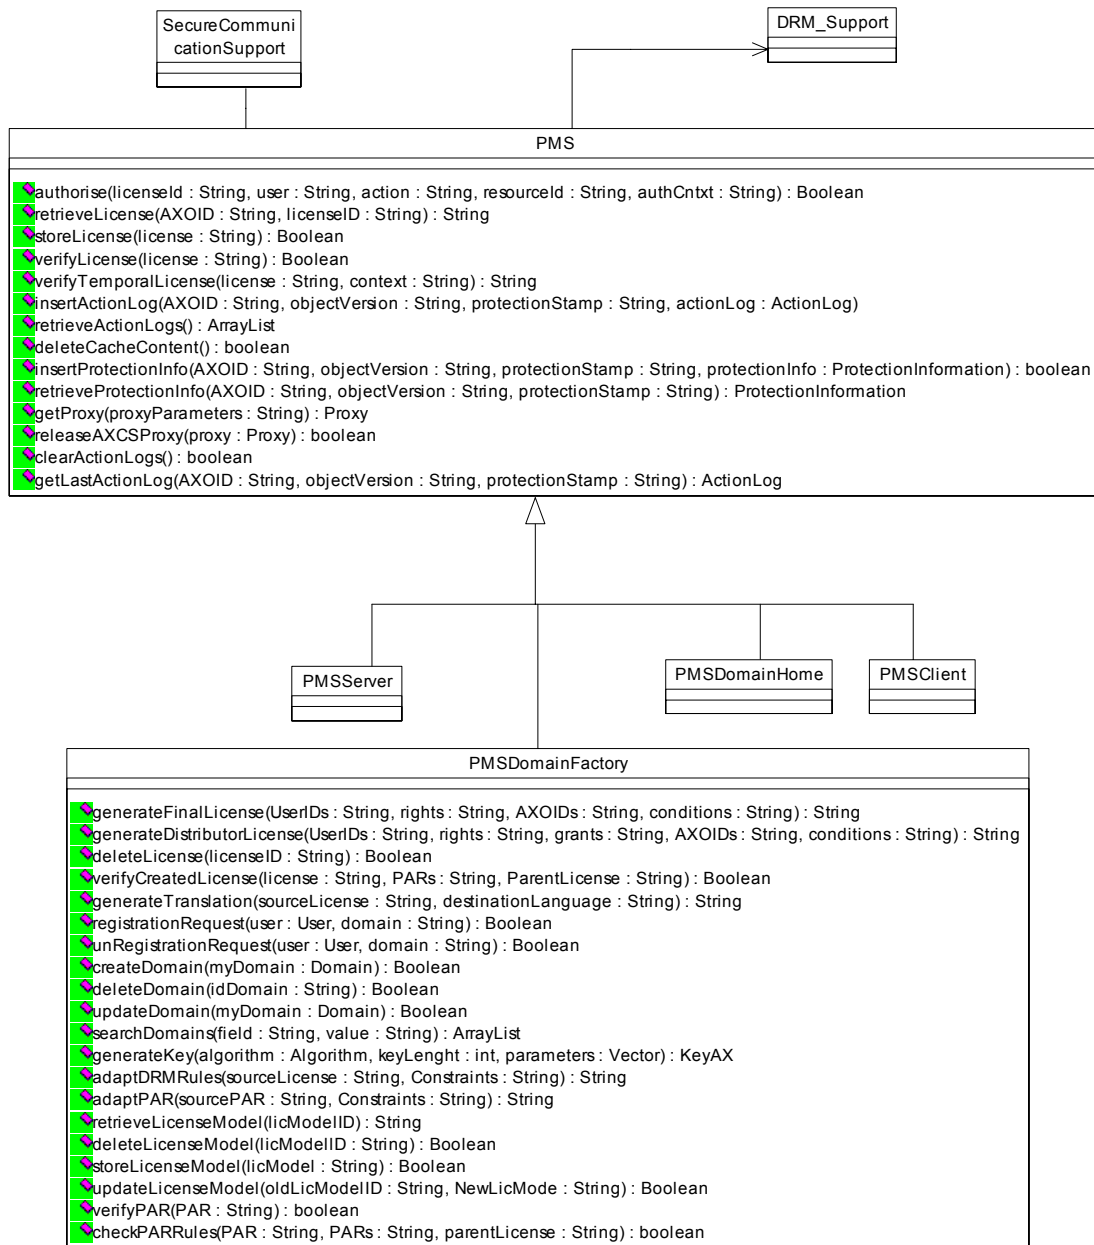 SecureCommuni
cationSupport
DRM_Support
PMS
authorise(licenseId : String, user : String, action : String, resourceId : String, authCntxt : String) : Boolean
retrieveLicense(AXOID : String, licenseID : String) : String
storeLicense(license : String) : Boolean
verifyLicense(license : String) : Boolean
verifyTemporalLicense(license : String, context : String) : String
insertActionLog(AXOID : String, objectVersion : String, protectionStamp : String, actionLog : ActionLog)
retrieveActionLogs() : ArrayList
deleteCacheContent() : boolean
insertProtectionInfo(AXOID : String, objectVersion : String, protectionStamp : String, protectionInfo : ProtectionInformation) : boolean
retrieveProtectionInfo(AXOID : String, objectVersion : String, protectionStamp : String) : ProtectionInformation
getProxy(proxyParameters : String) : Proxy
releaseAXCSProxy(proxy : Proxy) : boolean
clearActionLogs() : boolean
getLastActionLog(AXOID : String, objectVersion : String, protectionStamp : String) : ActionLog
PMSServer
PMSDomainHome
PMSClient
PMSDomainFactory
generateFinalLicense(UserIDs : String, rights : String, AXOIDs : String, conditions : String) : String
generateDistributorLicense(UserIDs : String, rights : String, grants : String, AXOIDs : String, conditions : String) : String
deleteLicense(licenseID : String) : Boolean
verifyCreatedLicense(license : String, PARs : String, ParentLicense : String) : Boolean
generateTranslation(sourceLicense : String, destinationLanguage : String) : String
registrationRequest(user : User, domain : String) : Boolean
unRegistrationRequest(user : User, domain : String) : Boolean
createDomain(myDomain : Domain) : Boolean
deleteDomain(idDomain : String) : Boolean
updateDomain(myDomain : Domain) : Boolean
searchDomains(field : String, value : String) : ArrayList
generateKey(algorithm : Algorithm, keyLenght : int, parameters : Vector) : KeyAX
adaptDRMRules(sourceLicense : String, Constraints : String) : String
adaptPAR(sourcePAR : String, Constraints : String) : String
retrieveLicenseModel(licModelID) : String
deleteLicenseModel(licModelID : String) : Boolean
storeLicenseModel(licModel : String) : Boolean
updateLicenseModel(oldLicModelID : String, NewLicMode : String) : Boolean
verifyPAR(PAR : String) : boolean
checkPARRules(PAR : String, PARs : String, parentLicense : String) : boolean